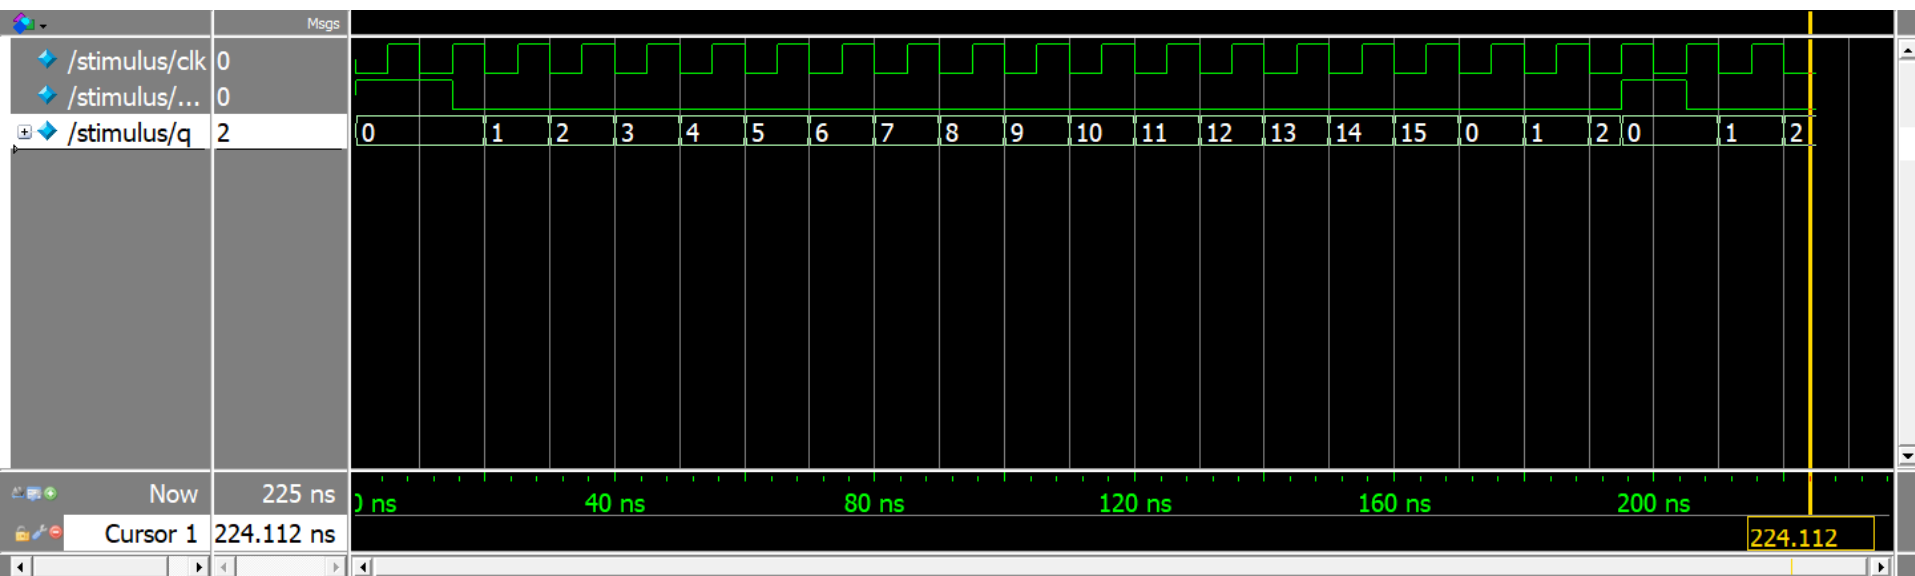 Msgs
/stimulus/clk 0
/stimulus/... 0
/stimulus/q 2
0 1 2 3 4 5 6 7 8 9 10 11 12 13 14 15 0 1 2 0 1 2
Now 225 ns
ns 40 ns 80 ns 120 ns 160 ns 200 ns
Cursor 1 224.112 ns
224.112